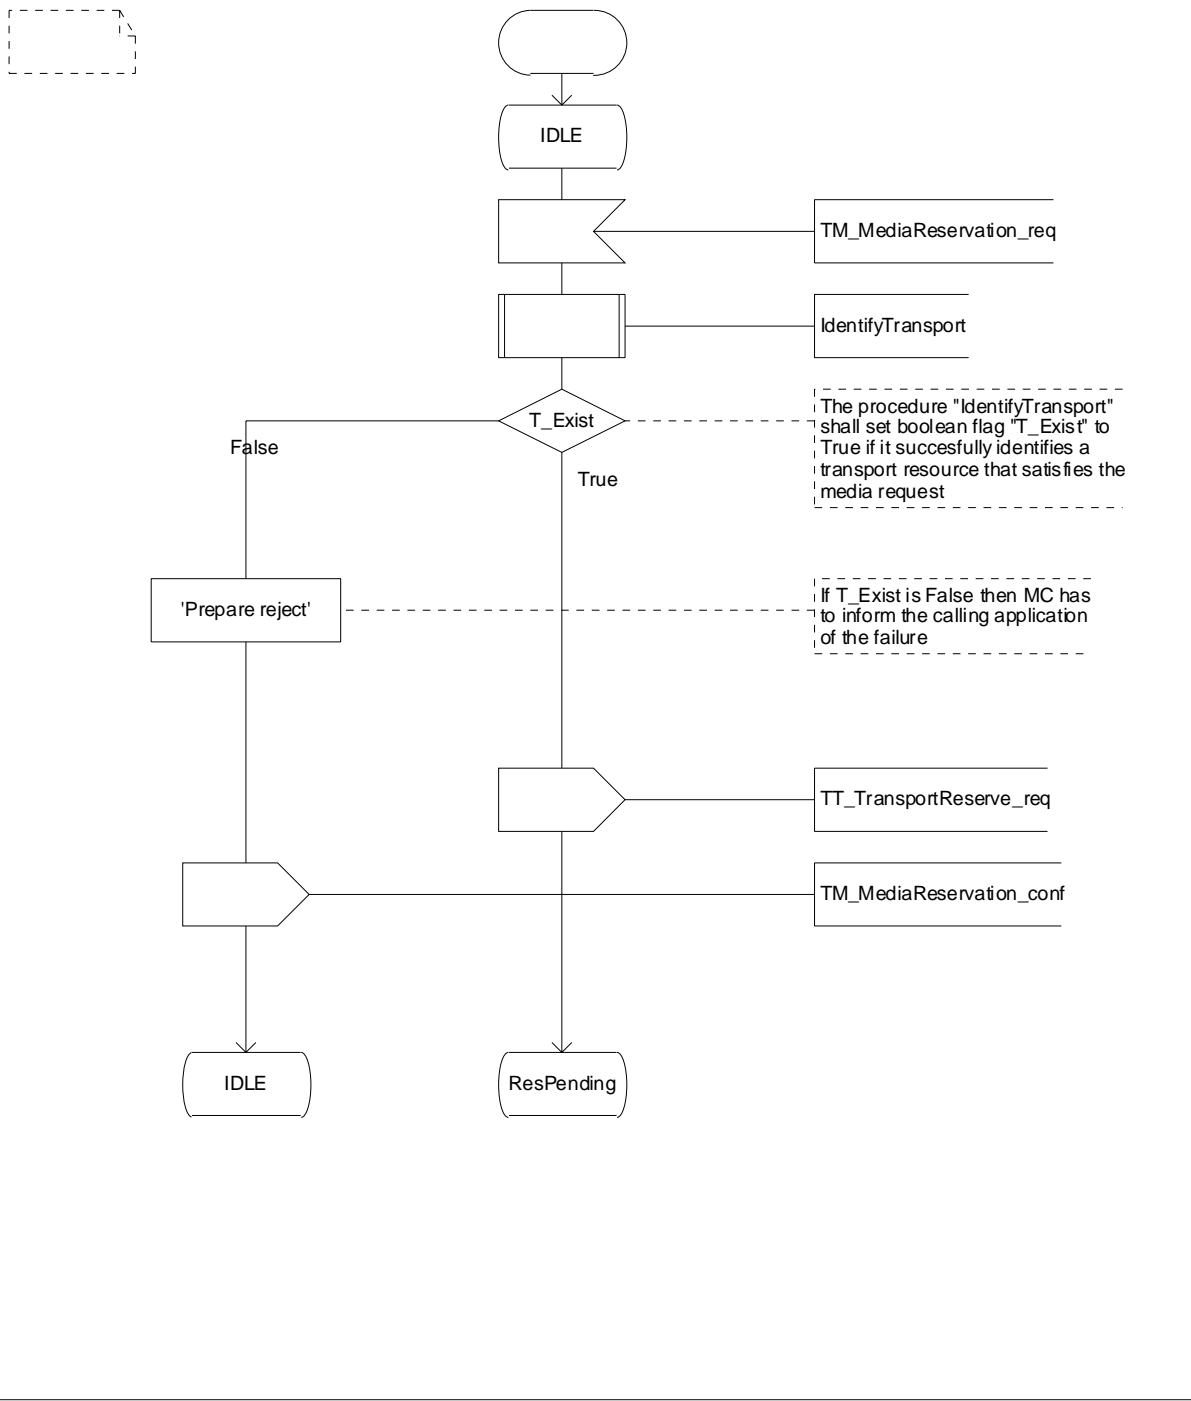 IDLE
TM_MediaReservation_req
IdentifyTransport
T_Exist
The procedure "IdentifyTransport"
shall set boolean flag "T_Exist" to
True if it succesfully identifies a
transport resource that satisfies the
media request
False
True
'Prepare reject'
If T_Exist is False then MC has
to inform the calling application
of the failure
TT_TransportReserve_req
TM_MediaReservation_conf
IDLE
ResPending